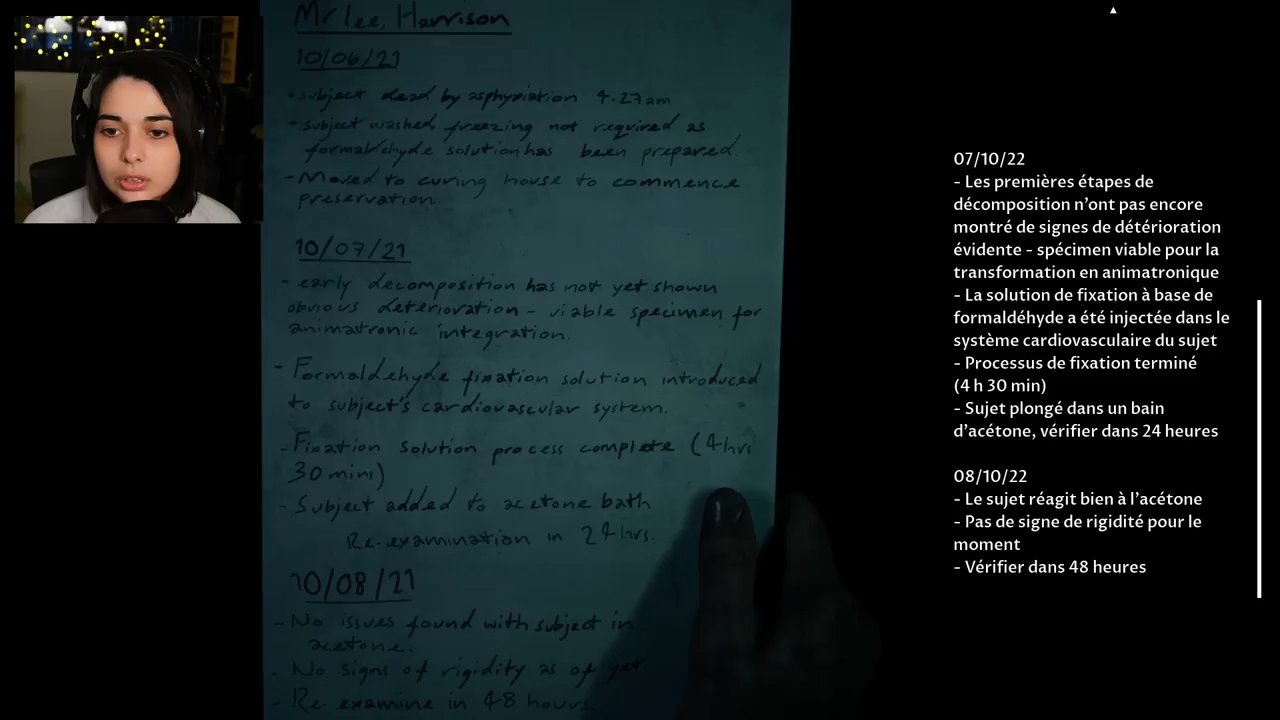 Mr Lee, Harrison
10/06/21
- subject dead by asphyxiation 4.27am
- subject washed, freezing not required as
formaldehyde solution has been prepared
- Moved to curing house to commence
preservation
10/07/21
- early decomposition has not yet shown
obvious deterioration - viable specimen for
animatronic integration.
- Formaldehyde fixation solution introduced
to subject's cardiovascular system.
- Fixation solution process complete (4hrs
30 mins)
- Subject added to acetone bath
Re-examination in 24hrs.
10/08/21
- No issues found with subject in
acetone.
- No signs of rigidity as of yet.
- Re-examine in 48 hours
07/10/22
- Les premières étapes de
décomposition n'ont pas encore
montré de signes de détérioration
évidente - spécimen viable pour la
transformation en animatronique
- La solution de fixation à base de
formaldéhyde a été injectée dans le
système cardiovasculaire du sujet
- Processus de fixation terminé
(4 h 30 min)
- Sujet plongé dans un bain
d'acétone, vérifier dans 24 heures
08/10/22
- Le sujet réagit bien à l'acétone
- Pas de signe de rigidité pour le
moment
- Vérifier dans 48 heures